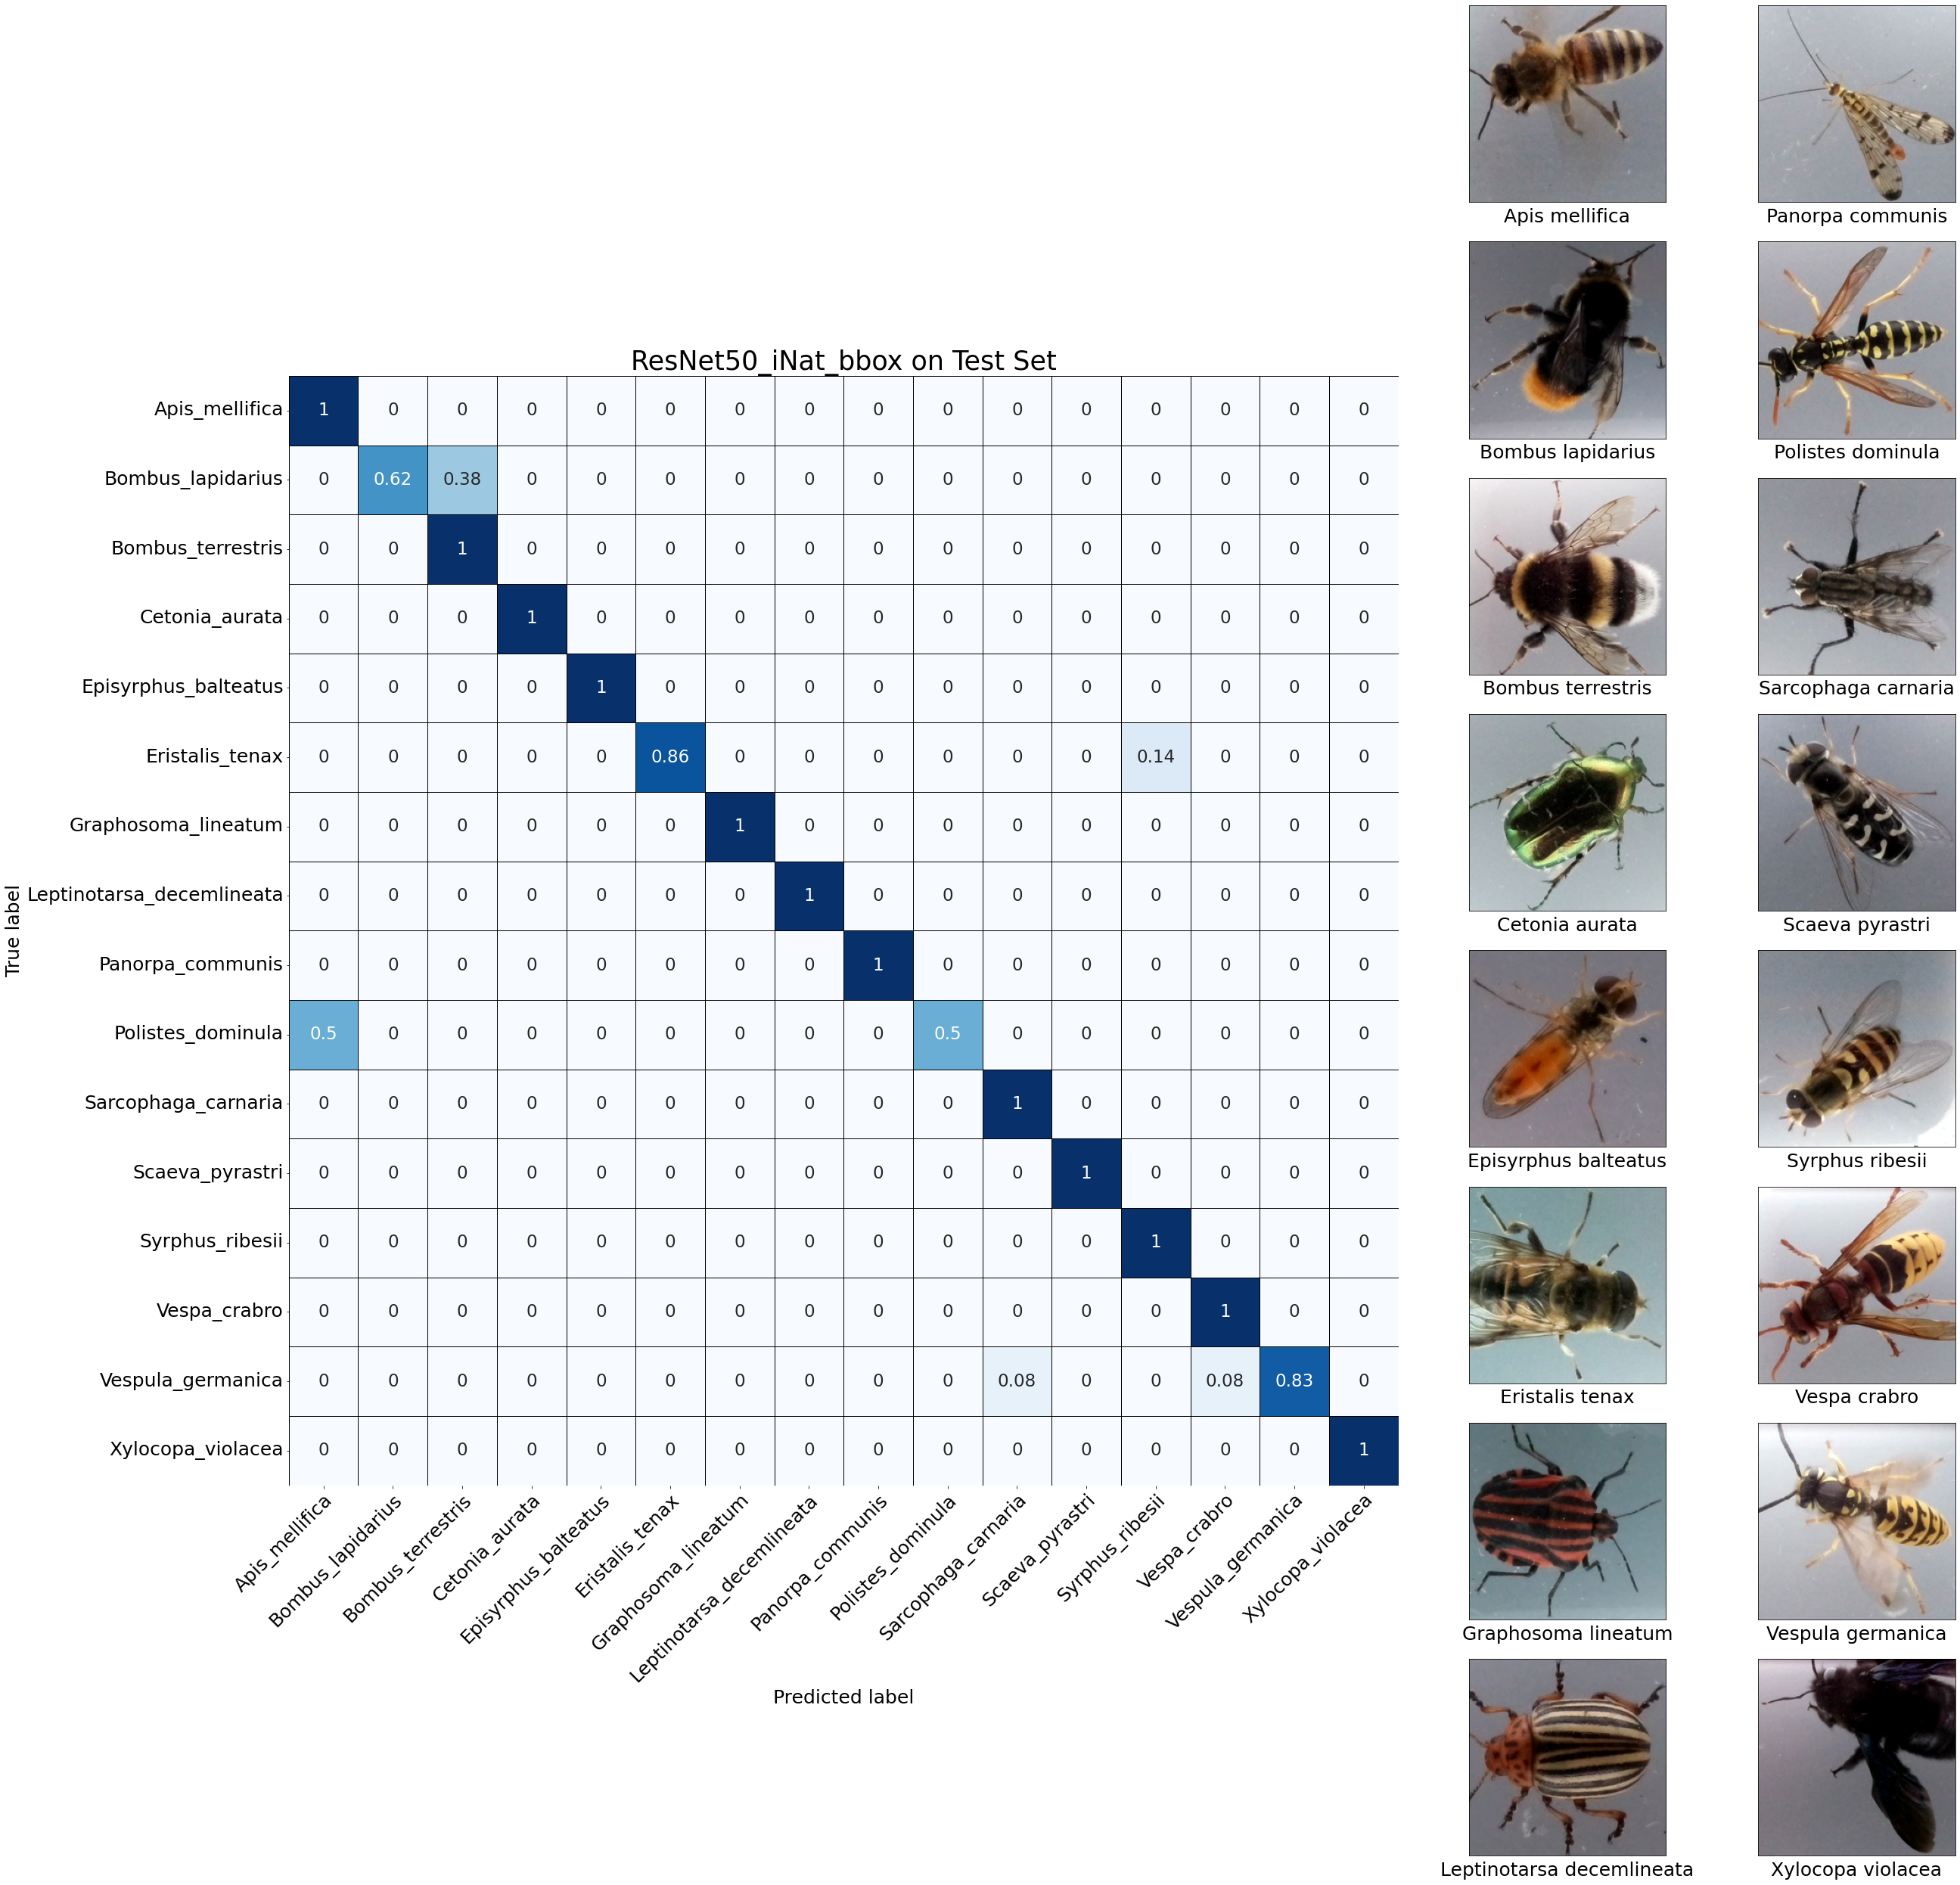 ResNet50_iNat_bbox on Test Set
True label
Apis_mellifica 1 0 0 0 0 0 0 0 0 0 0 0 0 0 0 0
Bombus_lapidarius 0 0.62 0.38 0 0 0 0 0 0 0 0 0 0 0 0 0
Bombus_terrestris 0 0 1 0 0 0 0 0 0 0 0 0 0 0 0 0
Cetonia_aurata 0 0 0 1 0 0 0 0 0 0 0 0 0 0 0 0
Episyrphus_balteatus 0 0 0 0 1 0 0 0 0 0 0 0 0 0 0 0
Eristalis_tenax 0 0 0 0 0 0.86 0 0 0 0 0 0 0.14 0 0 0
Graphosoma_lineatum 0 0 0 0 0 0 1 0 0 0 0 0 0 0 0 0
Leptinotarsa_decemlineata 0 0 0 0 0 0 0 1 0 0 0 0 0 0 0 0
Panorpa_communis 0 0 0 0 0 0 0 0 1 0 0 0 0 0 0 0
Polistes_dominula 0.5 0 0 0 0 0 0 0 0 0.5 0 0 0 0 0 0
Sarcophaga_carnaria 0 0 0 0 0 0 0 0 0 0 1 0 0 0 0 0
Scaeva_pyrastri 0 0 0 0 0 0 0 0 0 0 0 1 0 0 0 0
Syrphus_ribesii 0 0 0 0 0 0 0 0 0 0 0 0 1 0 0 0
Vespa_crabro 0 0 0 0 0 0 0 0 0 0 0 0 0 1 0 0
Vespula_germanica 0 0 0 0 0 0 0 0 0 0 0.08 0 0 0.08 0.83 0
Xylocopa_violacea 0 0 0 0 0 0 0 0 0 0 0 0 0 0 0 1
Apis_mellifica
Bombus_lapidarius
Bombus_terrestris
Cetonia_aurata
Episyrphus_balteatus
Eristalis_tenax
Graphosoma_lineatum
Leptinotarsa_decemlineata
Panorpa_communis
Polistes_dominula
Sarcophaga_carnaria
Scaeva_pyrastri
Syrphus_ribesii
Vespa_crabro
Vespula_germanica
Xylocopa_violacea
Predicted label
Apis mellifica
Panorpa communis
Bombus lapidarius
Polistes dominula
Bombus terrestris
Sarcophaga carnaria
Cetonia aurata
Scaeva pyrastri
Episyrphus balteatus
Syrphus ribesii
Eristalis tenax
Vespa crabro
Graphosoma lineatum
Vespula germanica
Leptinotarsa decemlineata
Xylocopa violacea